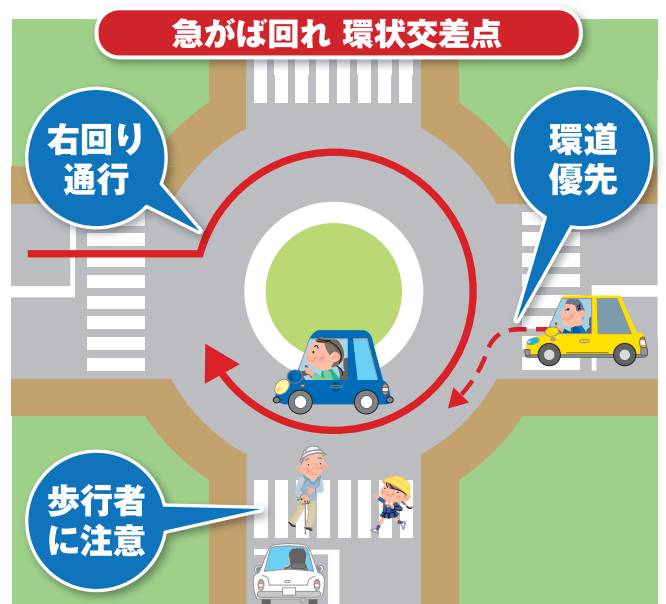 急がば回れ 環状交差点
右回り
通行
環道
優先
歩行者
に注意